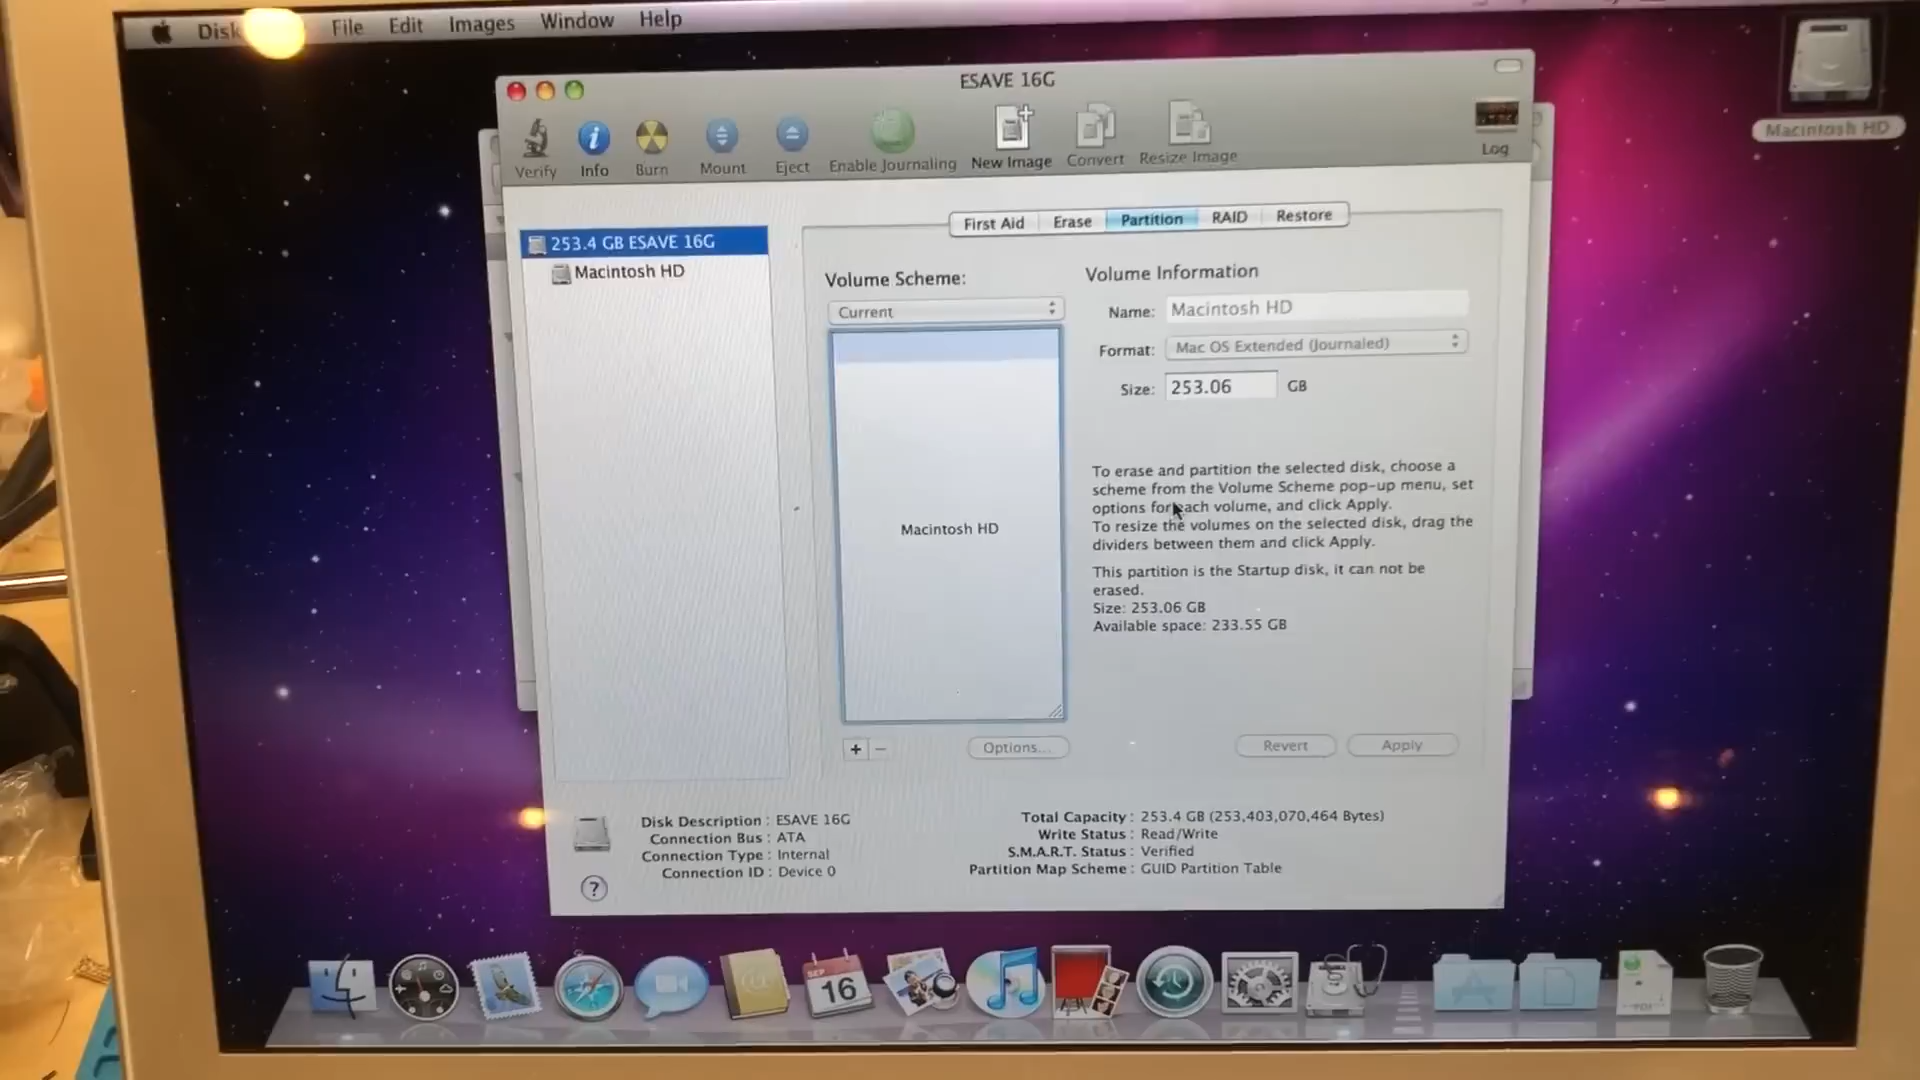 File Edit Images Window Help
Macintosh HD
ESAVE 16G
Verify Info Burn Mount Eject Enable Journaling New Image Convert Resize Image Log
First Aid Erase Partition RAID Restore
253.4 GB ESAVE 16G
Macintosh HD
Volume Scheme:
Current
Macintosh HD
Options...
Volume Information
Name: Macintosh HD
Format: Mac OS Extended (Journaled)
Size: 253.06 GB
To erase and partition the selected disk, choose a
scheme from the Volume Scheme pop-up menu, set
options for each volume, and click Apply.
To resize the volumes on the selected disk, drag the
dividers between them and click Apply.
This partition is the Startup disk, it can not be
erased.
Size: 253.06 GB
Available space: 233.55 GB
Revert Apply
Disk Description : ESAVE 16G
Connection Bus : ATA
Connection Type : Internal
Connection ID : Device 0
Total Capacity : 253.4 GB (253,403,070,464 Bytes)
Write Status : Read/Write
S.M.A.R.T. Status : Verified
Partition Map Scheme : GUID Partition Table
SEP
16